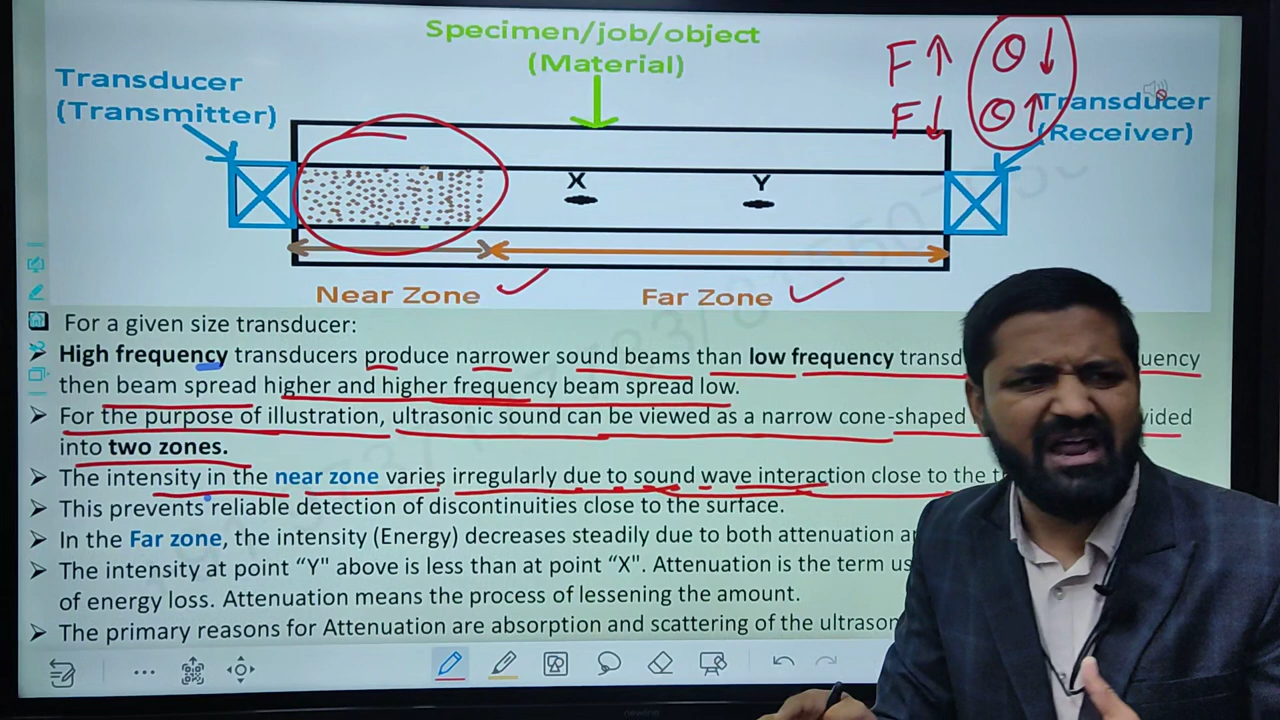 Specimen/job/object
(Material)
Transducer
(Transmitter)
F↑ θ↓
F↓ θ↑
Transducer
(Receiver)
X Y
Near Zone ✓ Far Zone ✓
For a given size transducer:
➤ High frequency transducers produce narrower sound beams than low frequency
then beam spread higher and higher frequency beam spread low.
➤ For the purpose of illustration, ultrasonic sound can be viewed as a narrow cone-shaped
into two zones.
➤ The intensity in the near zone varies irregularly due to sound wave interaction close to the
➤ This prevents reliable detection of discontinuities close to the surface.
➤ In the Far zone, the intensity (Energy) decreases steadily due to both attenuation
➤ The intensity at point “Y" above is less than at point “X". Attenuation is the term
of energy loss. Attenuation means the process of lessening the amount.
➤ The primary reasons for Attenuation are absorption and scattering of the